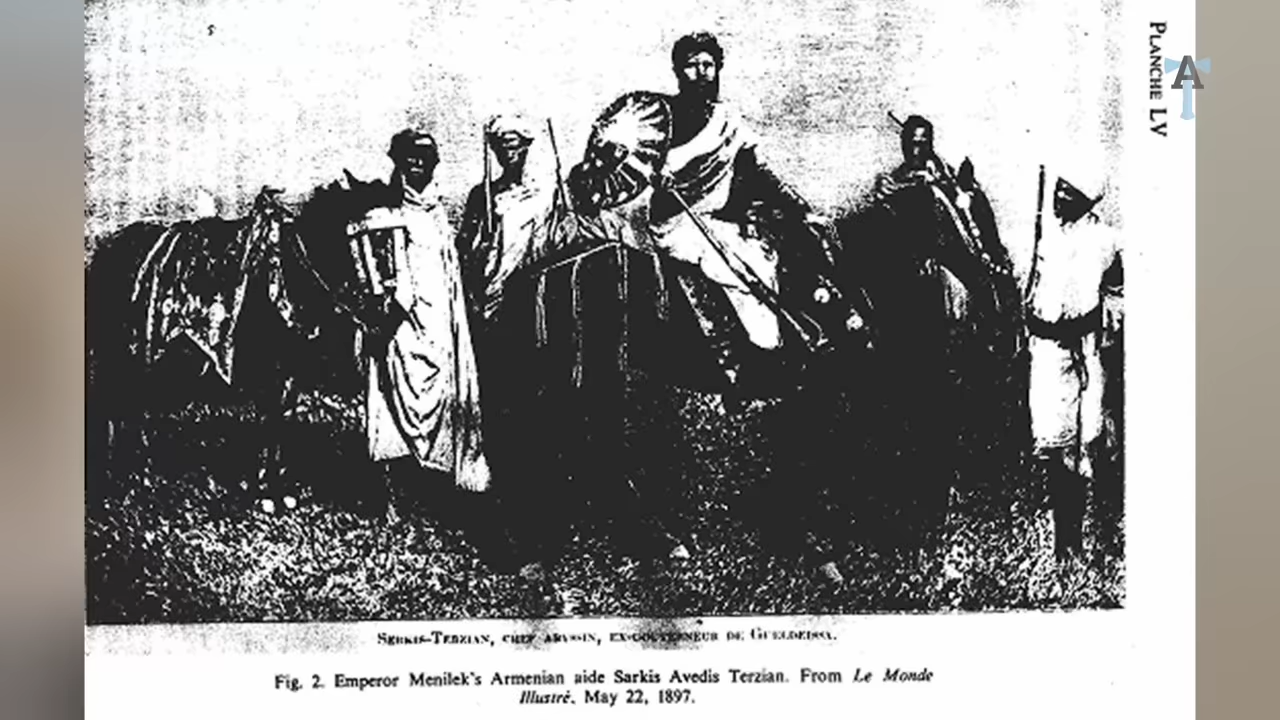 PLANCHE LV
A
SERKIS-TERZIAN, CHEF ABYSSIN, EX-GOUVERNEUR DE GUELDEISSA.
Fig. 2. Emperor Menilek's Armenian aide Sarkis Avedis Terzian. From Le Monde
Illustré, May 22, 1897.